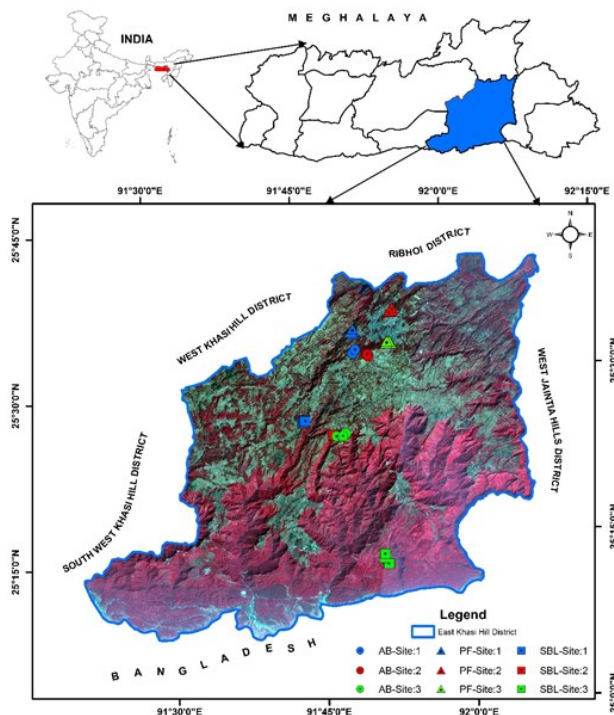 MEGHALAYA
INDIA
91°30'0"E 91°45'0"E 92°0'0"E 92°15'0"E
25°45'0"N
N
W E
S
RIBHOI DISTRICT
WEST KHASI HILL DISTRICT
WEST JAINTIA HILLS DISTRICT
25°30'0"N
SOUTH WEST KHASI HILL DISTRICT
25°15'0"N
BANGLADESH
Legend
East Khasi Hill District
AB-Site:1 PF-Site:1 SBL-Site:1
AB-Site:2 PF-Site:2 SBL-Site:2
AB-Site:3 PF-Site:3 SBL-Site:3
91°30'0"E 91°45'0"E 92°0'0"E